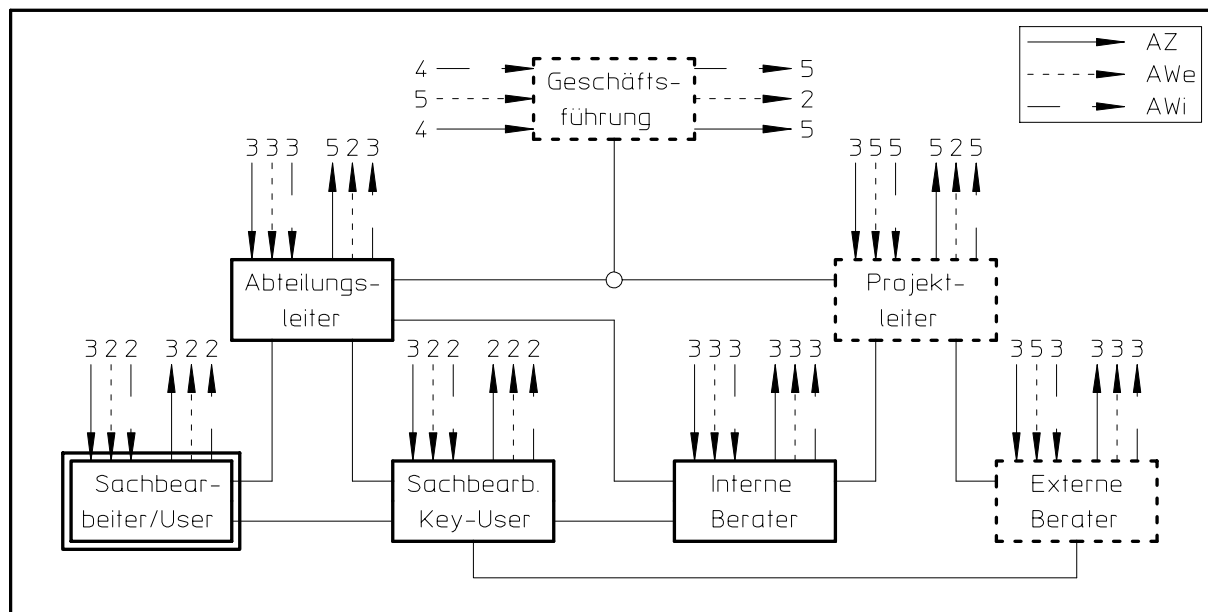 4 5 AZ
Geschäfts-
5 2 AWe
führung
4 5 AWi
3 3 3 5 2 3
3 5 5 5 2 5
Abteilungs-
leiter
Projekt-
leiter
3 2 2 3 2 2
3 2 2 2 2 2
3 3 3 3 3 3
3 5 3 3 3 3
Sachbear-
beiter/User
Sachbearb.
Key-User
Interne
Berater
Externe
Berater